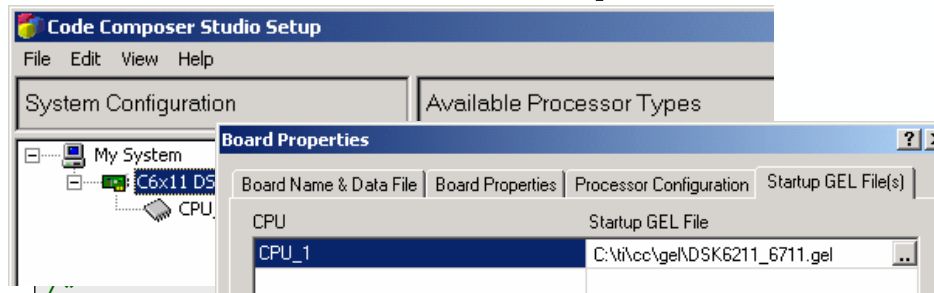 Code Composer Studio Setup
File Edit View Help
System Configuration Available Processor Types
Board Properties ?
My System
C6x11 DS Board Name & Data File Board Properties Processor Configuration Startup GEL File(s)
CPU_
CPU Startup GEL File
CPU_1 C:\ti\cc\gel\DSK6211_6711.gel ..
/*